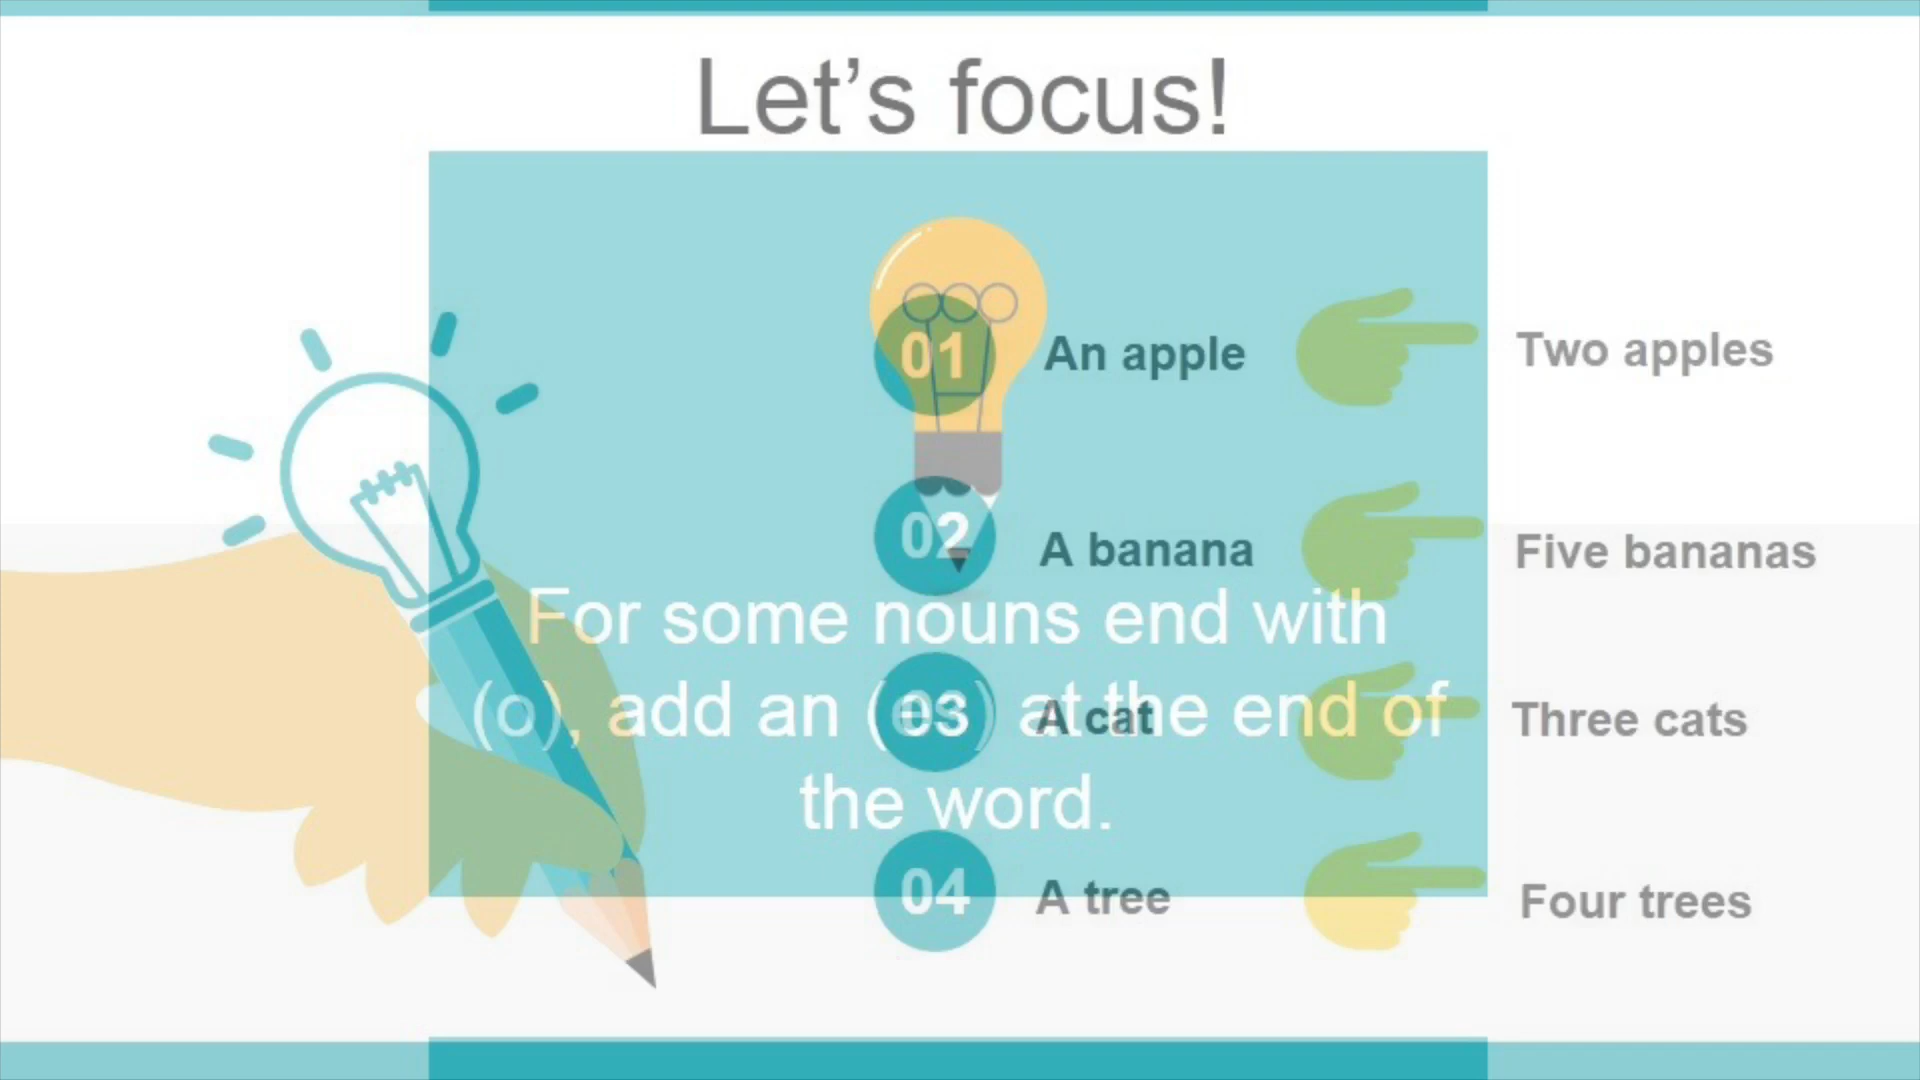 Let’s focus!
01 An apple Two apples
02 A banana Five bananas
For some nouns end with
(o), add an (es) at the end of
the word.
03 A cat Three cats
04 A tree Four trees